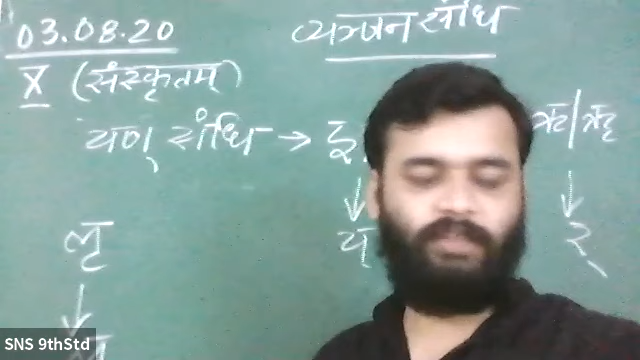 03.08.20
व्यञ्जन संधि
X (संस्कृतम्)
यण् संधि → इ ऋ/ॠ
↓ ↓
लृ य् र्
↓
SNS 9thStd